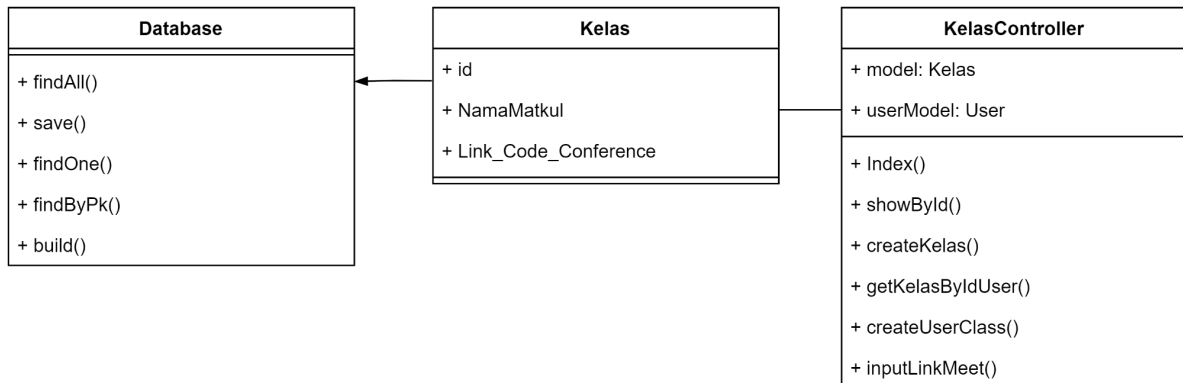 Database
+ findAll()
+ save()
+ findOne()
+ findByPk()
+ build()
Kelas
+ id
+ NamaMatkul
+ Link_Code_Conference
KelasController
+ model: Kelas
+ userModel: User
+ Index()
+ showById()
+ createKelas()
+ getKelasByIdUser()
+ createUserClass()
+ inputLinkMeet()